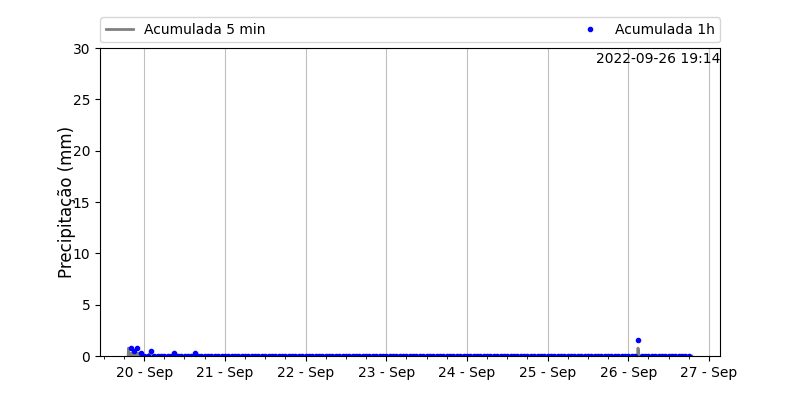 Acumulada 5 min
Acumulada 1h
2022-09-26 19:14
Precipitação (mm)
30
25
20
15
10
5
0
20 - Sep
21 - Sep
22 - Sep
23 - Sep
24 - Sep
25 - Sep
26 - Sep
27 - Sep